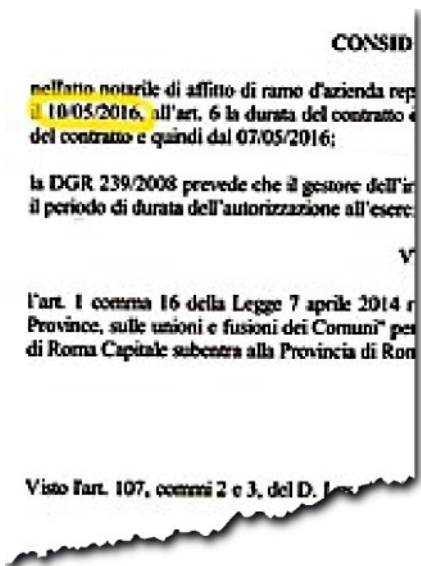 CONSID
nell'atto notarile di affitto di ramo d'azienda rep
il 10/05/2016, all'art. 6 la durata del contratto è
del contratto e quindi dal 07/05/2016;
la DGR 239/2008 prevede che il gestore dell'in
il periodo di durata dell'autorizzazione all'eserc
V
l'art. 1 comma 16 della Legge 7 aprile 2014 n
Province, sulle unioni e fusioni dei Comuni" per
di Roma Capitale subentra alla Provincia di Rom
Visto l'art. 107, commi 2 e 3, del D. Lgs